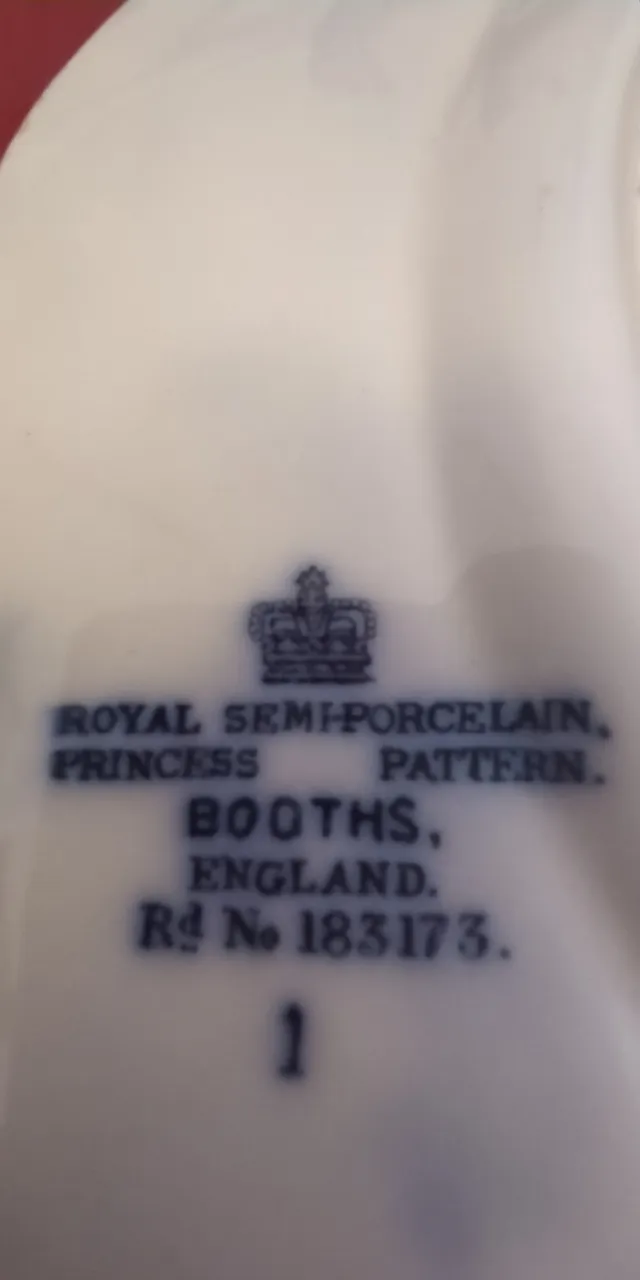 ROYAL SEMI-PORCELAIN,
PRINCESS PATTERN.
BOOTHS,
ENGLAND.
Rd No 183173.
1